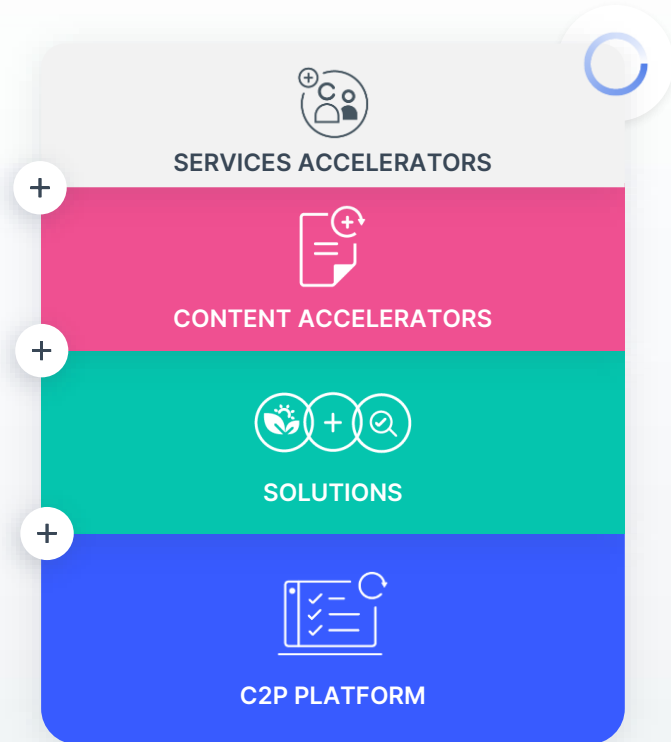 SERVICES ACCELERATORS
CONTENT ACCELERATORS
SOLUTIONS
C2P PLATFORM